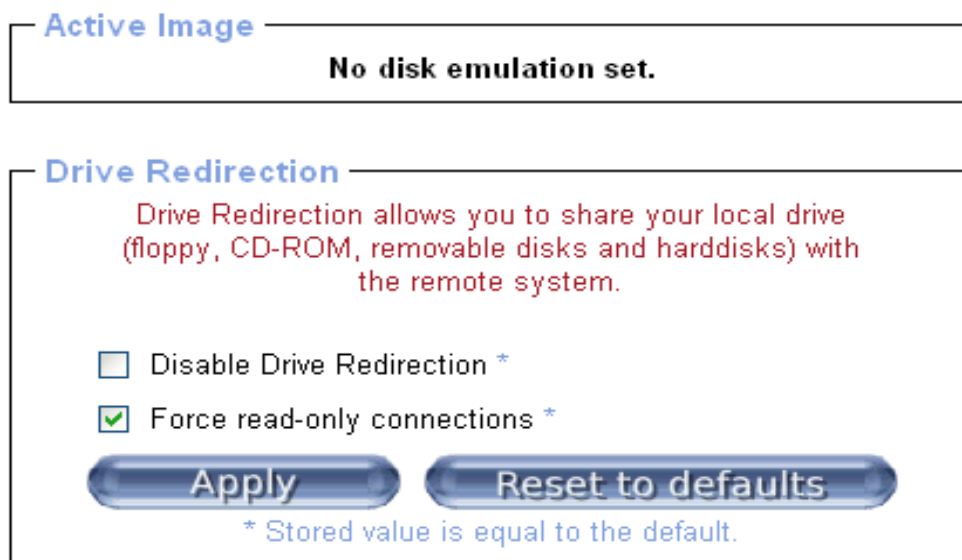 Active Image
No disk emulation set.
Drive Redirection
Drive Redirection allows you to share your local drive
(floppy, CD-ROM, removable disks and harddisks) with
the remote system.
Disable Drive Redirection *
Force read-only connections *
Apply Reset to defaults
* Stored value is equal to the default.